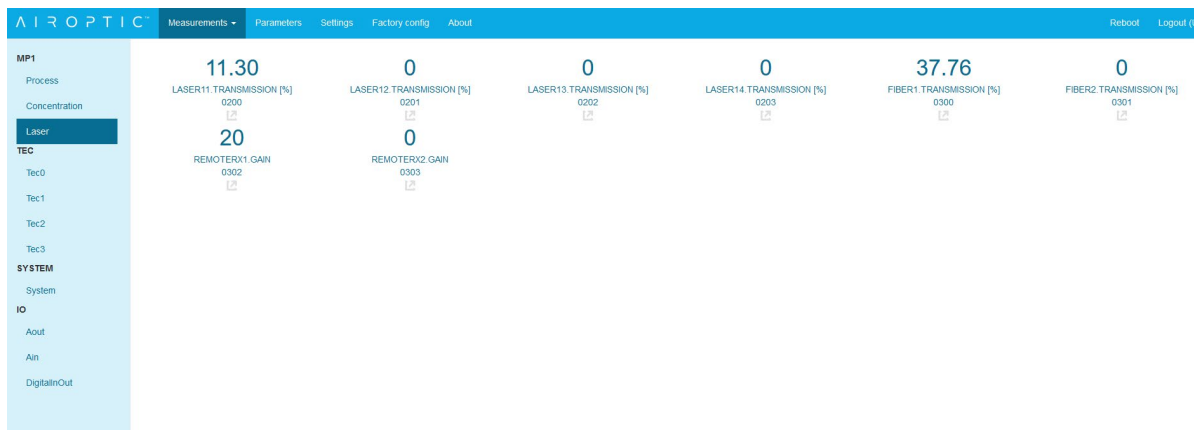 AIROPTIC™ Measurements Parameters Settings Factory config About Reboot Logout
MP1
Process
Concentration
Laser
TEC
Tec0
Tec1
Tec2
Tec3
SYSTEM
System
IO
Aout
Ain
DigitalInOut
11.30 0 0 0 37.76 0
LASER11.TRANSMISSION [%] LASER12.TRANSMISSION [%] LASER13.TRANSMISSION [%] LASER14.TRANSMISSION [%] FIBER1.TRANSMISSION [%] FIBER2.TRANSMISSION [%]
0200 0201 0202 0203 0300 0301
20 0
REMOTERX1.GAIN REMOTERX2.GAIN
0302 0303